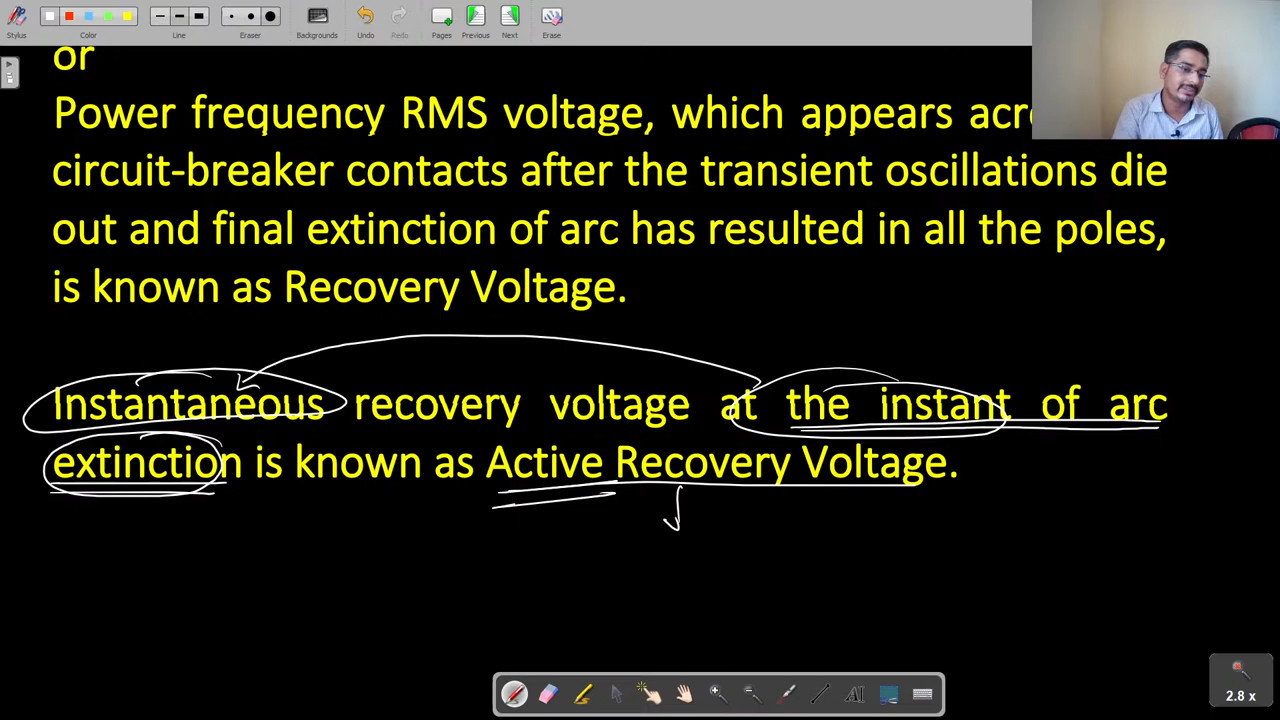 Stylus
Color
Line
Eraser
Backgrounds
Undo
Redo
Pages
Previous
Next
Erase
or
Power frequency RMS voltage, which appears
circuit-breaker contacts after the transient oscillations die
out and final extinction of arc has resulted in all the poles,
is known as Recovery Voltage.
Instantaneous recovery voltage at the instant of arc
extinction is known as Active Recovery Voltage.
2.8 x